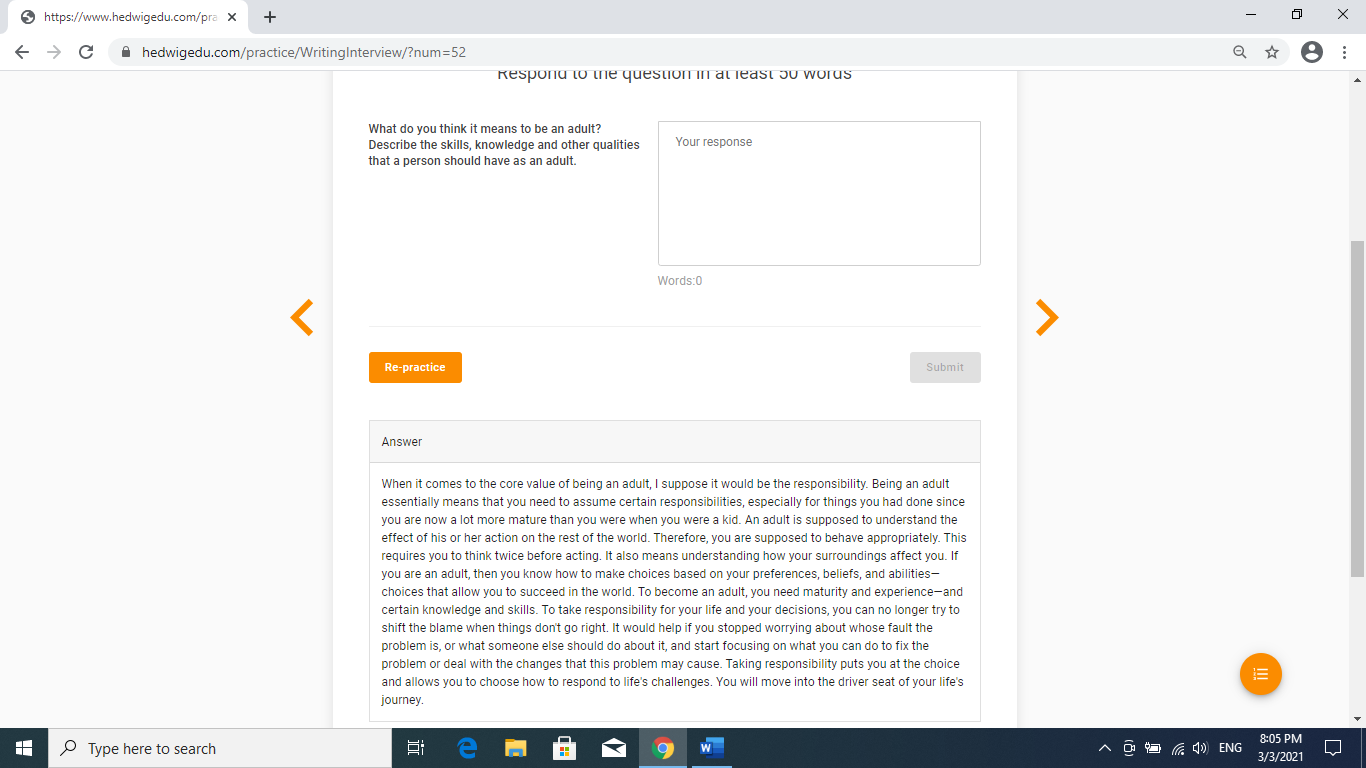 https://www.hedwigedu.com/pra
hedwigedu.com/practice/WritingInterview/?num=52
Respond to the question in at least 50 words
What do you think it means to be an adult?
Describe the skills, knowledge and other qualities
that a person should have as an adult.
Your response
Words:0
Re-practice
Submit
Answer
When it comes to the core value of being an adult, I suppose it would be the responsibility. Being an adult
essentially means that you need to assume certain responsibilities, especially for things you had done since
you are now a lot more mature than you were when you were a kid. An adult is supposed to understand the
effect of his or her action on the rest of the world. Therefore, you are supposed to behave appropriately. This
requires you to think twice before acting. It also means understanding how your surroundings affect you. If
you are an adult, then you know how to make choices based on your preferences, beliefs, and abilities—
choices that allow you to succeed in the world. To become an adult, you need maturity and experience—and
certain knowledge and skills. To take responsibility for your life and your decisions, you can no longer try to
shift the blame when things don't go right. It would help if you stopped worrying about whose fault the
problem is, or what someone else should do about it, and start focusing on what you can do to fix the
problem or deal with the changes that this problem may cause. Taking responsibility puts you at the choice
and allows you to choose how to respond to life's challenges. You will move into the driver seat of your life's
journey.
Type here to search
ENG
8:05 PM
3/3/2021